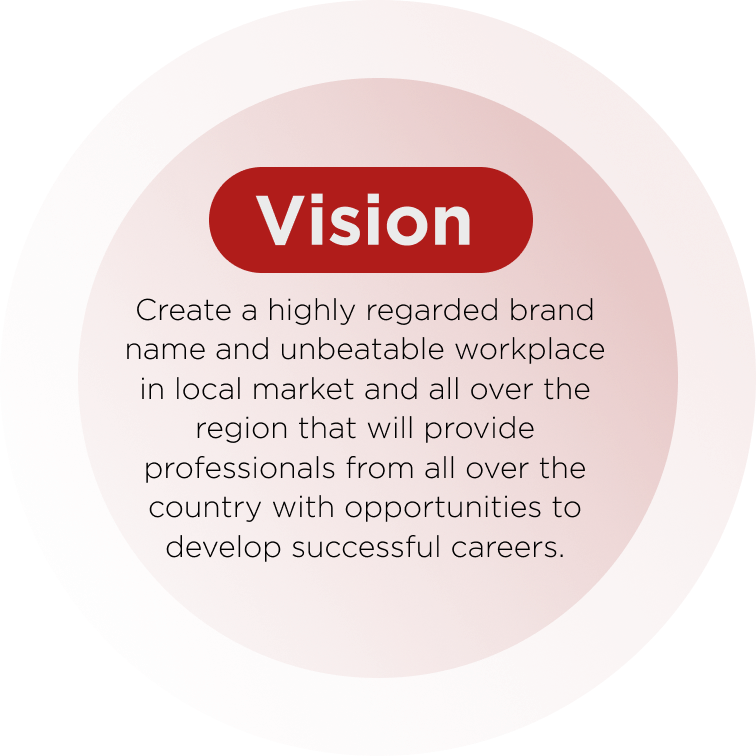 Vision
Create a highly regarded brand
name and unbeatable workplace
in local market and all over the
region that will provide
professionals from all over the
country with opportunities to
develop successful careers.